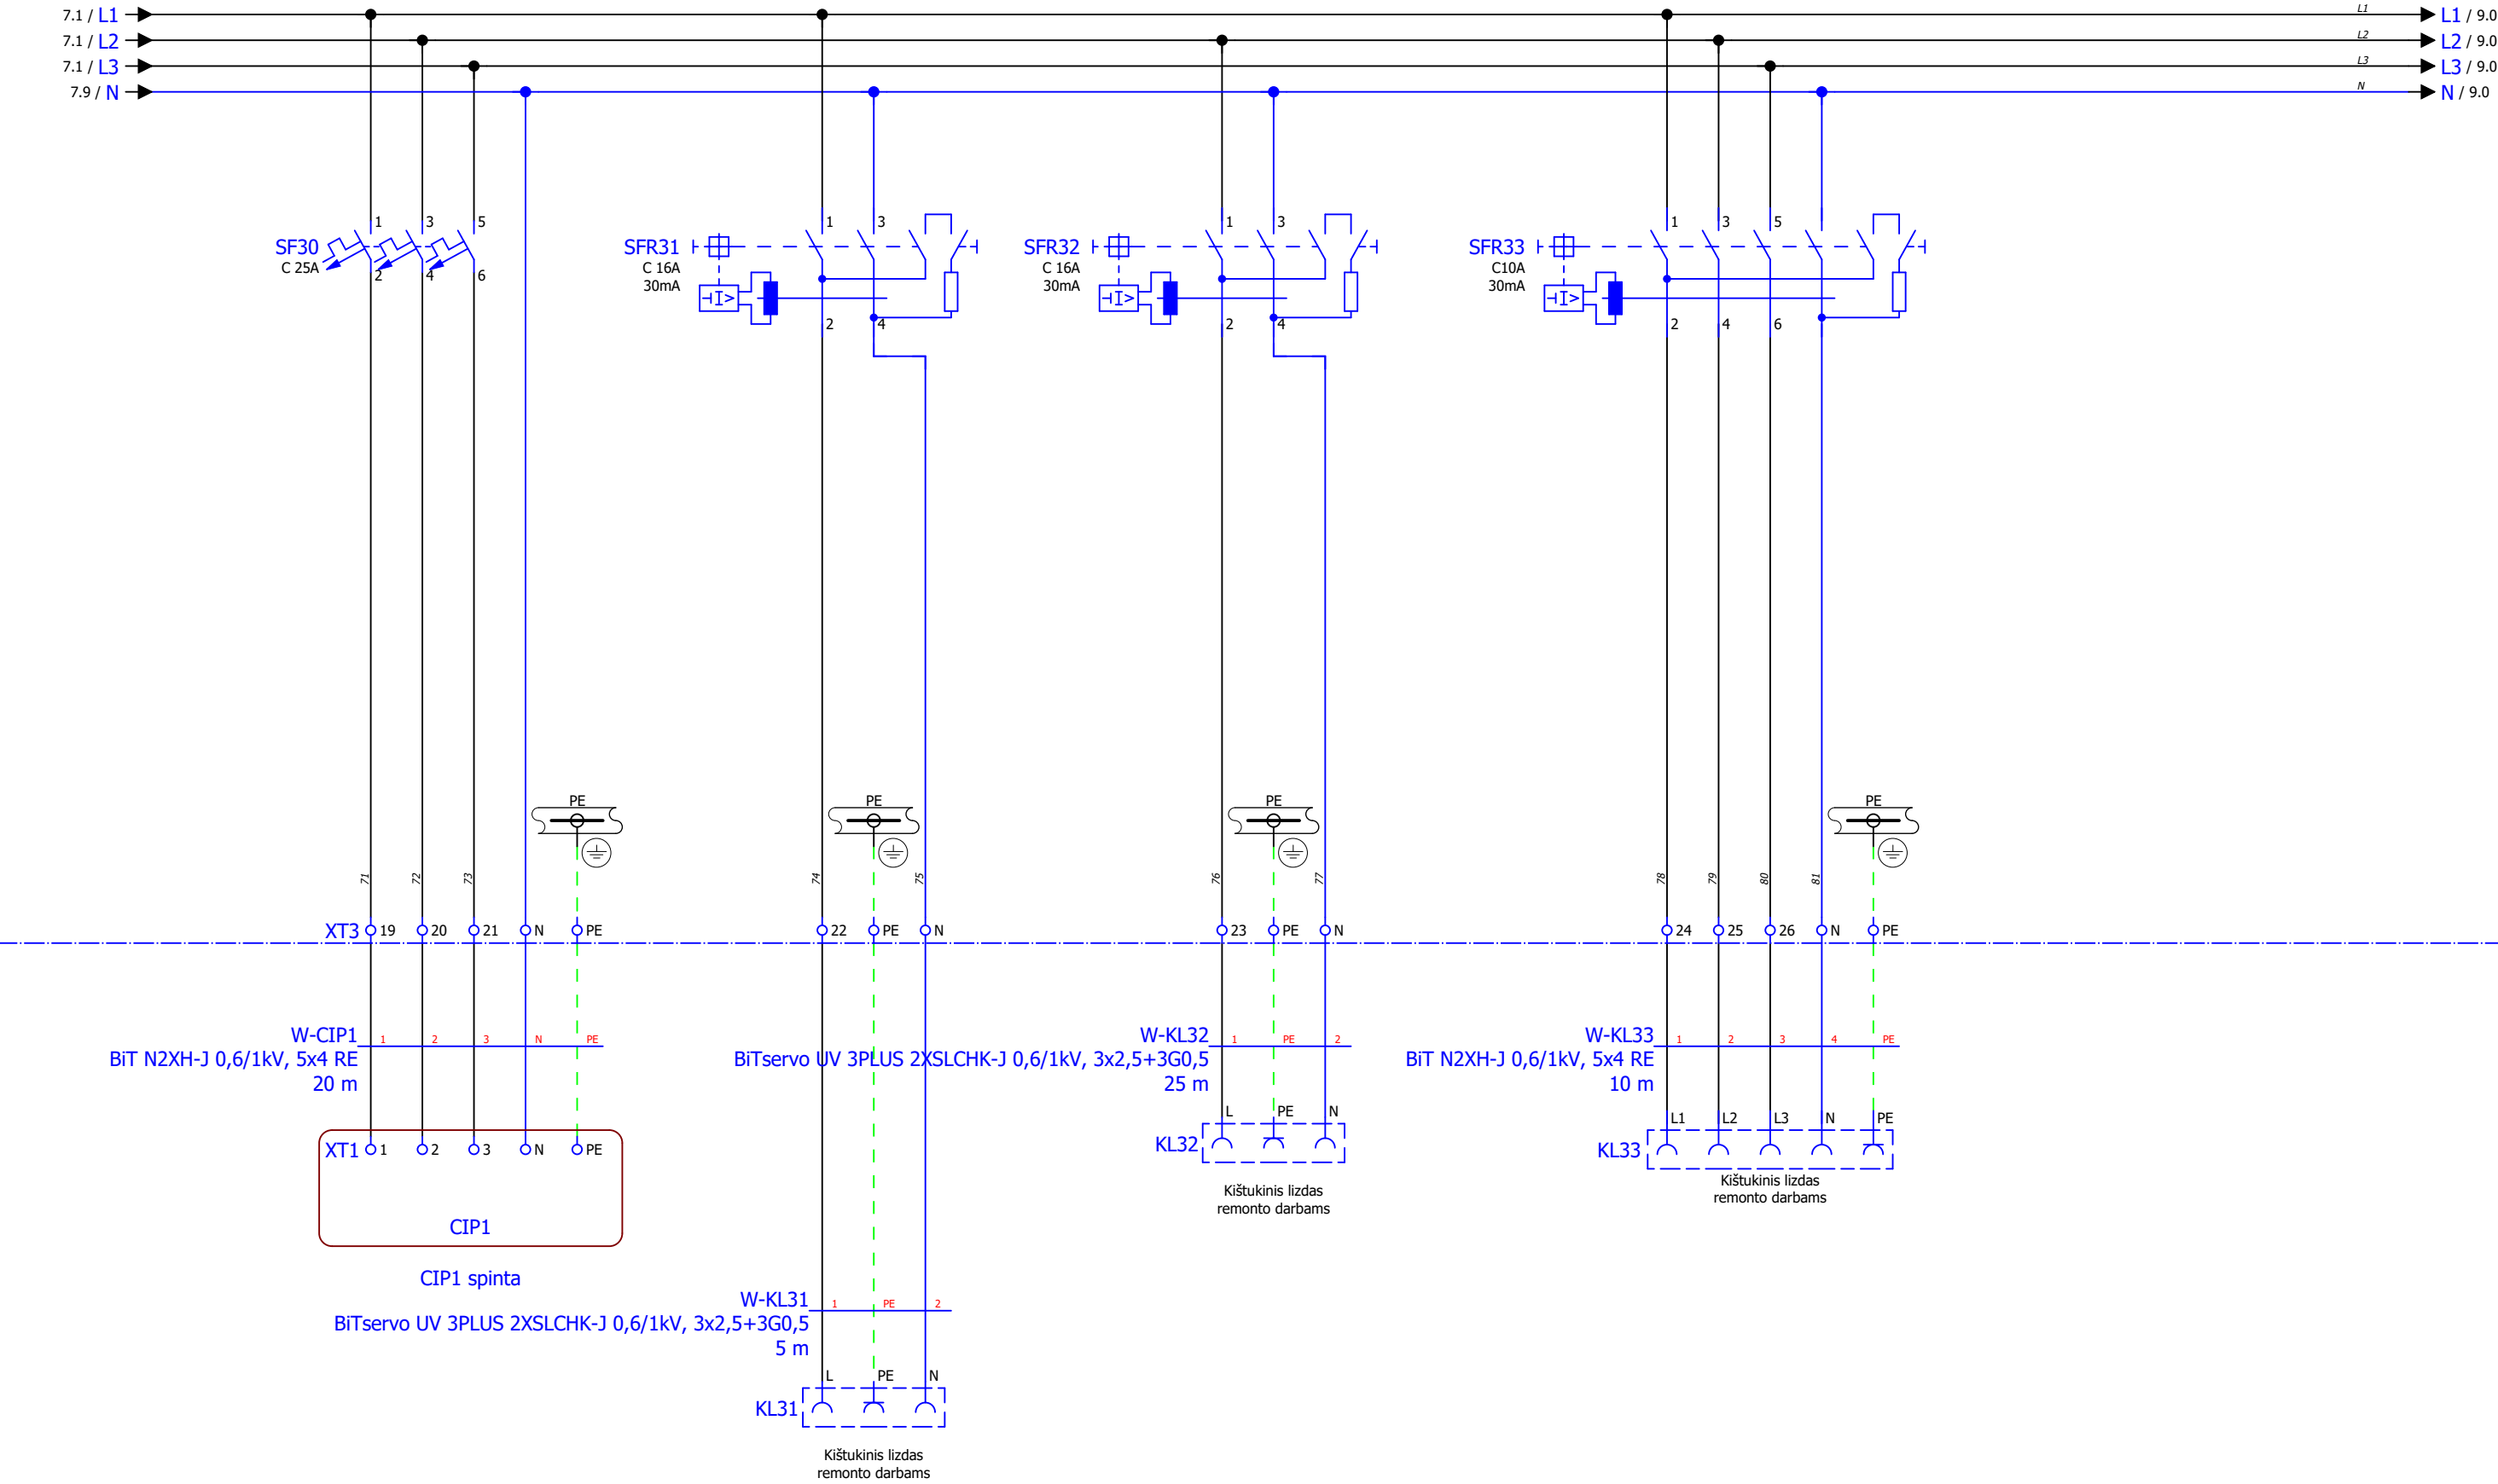 7.1 / L1
L1
L1 / 9.0
7.1 / L2
L2
L2 / 9.0
7.1 / L3
L3
L3 / 9.0
7.9 / N
N
N / 9.0
1 3 5
SF30
C 25A
2 4 6
1 3
SFR31
C 16A
30mA
I>
2 4
1 3
SFR32
C 16A
30mA
I>
2 4
1 3 5
SFR33
C10A
30mA
I>
2 4 6
PE PE PE PE
71 72 73 74 75 76 77 78 79 80 81
XT3 19 20 21 N PE 22 PE N 23 PE N 24 25 26 N PE
W-CIP1 1 2 3 N PE
BiT N2XH-J 0,6/1kV, 5x4 RE
20 m
W-KL32 1 PE 2
BiTservo UV 3PLUS 2XSLCHK-J 0,6/1kV, 3x2,5+3G0,5
25 m
W-KL33 1 2 3 4 PE
BiT N2XH-J 0,6/1kV, 5x4 RE
10 m
XT1 1 2 3 N PE
CIP1
CIP1 spinta
L PE N
KL32
Kištukinis lizdas
remonto darbams
L1 L2 L3 N PE
KL33
Kištukinis lizdas
remonto darbams
W-KL31 1 PE 2
BiTservo UV 3PLUS 2XSLCHK-J 0,6/1kV, 3x2,5+3G0,5
5 m
L PE N
KL31
Kištukinis lizdas
remonto darbams